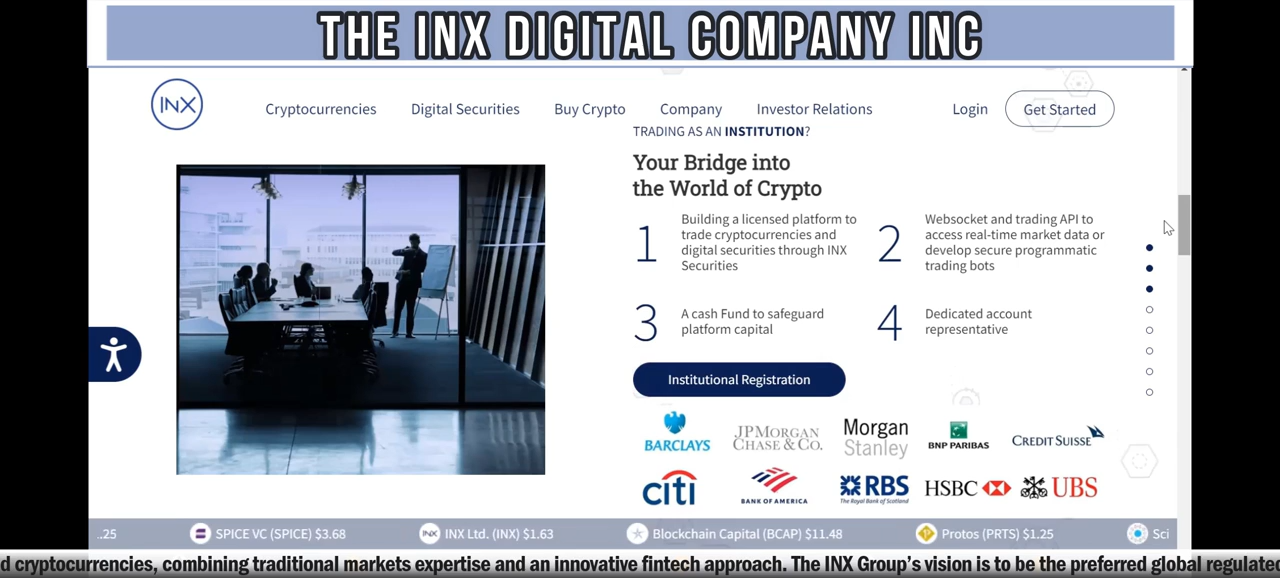 THE INX DIGITAL COMPANY INC
INX
Cryptocurrencies Digital Securities Buy Crypto Company Investor Relations Login Get Started
TRADING AS AN INSTITUTION?
Your Bridge into
the World of Crypto
1
Building a licensed platform to
trade cryptocurrencies and
digital securities through INX
Securities
2
Websocket and trading API to
access real-time market data or
develop secure programmatic
trading bots
3
A cash Fund to safeguard
platform capital
4
Dedicated account
representative
Institutional Registration
BARCLAYS
JPMORGAN
CHASE & CO.
Morgan
Stanley
BNP PARIBAS
CREDIT SUISSE
citi
BANK OF AMERICA
RBS
The Royal Bank of Scotland
HSBC
UBS
.25 SPICE VC (SPICE) $3.68 INX INX Ltd. (INX) $1.63 Blockchain Capital (BCAP) $11.48 Protos (PRTS) $1.25 Sci
d cryptocurrencies, combining traditional markets expertise and an innovative fintech approach. The INX Group's vision is to be the preferred global regulated